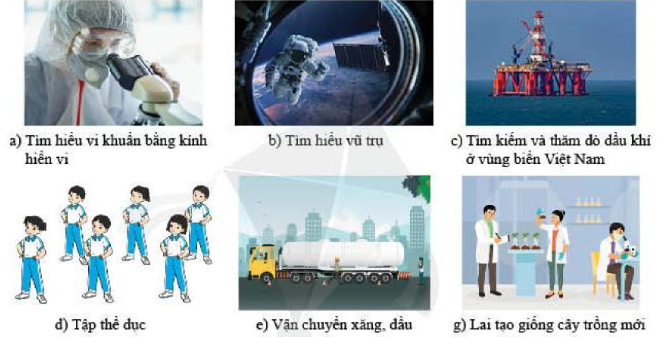 a) Tìm hiểu vi khuẩn bằng kính
hiển vi
b) Tìm hiểu vũ trụ
c) Tìm kiếm và thăm dò dầu khí
ở vùng biển Việt Nam
d) Tập thể dục
e) Vận chuyển xăng, dầu
g) Lai tạo giống cây trồng mới